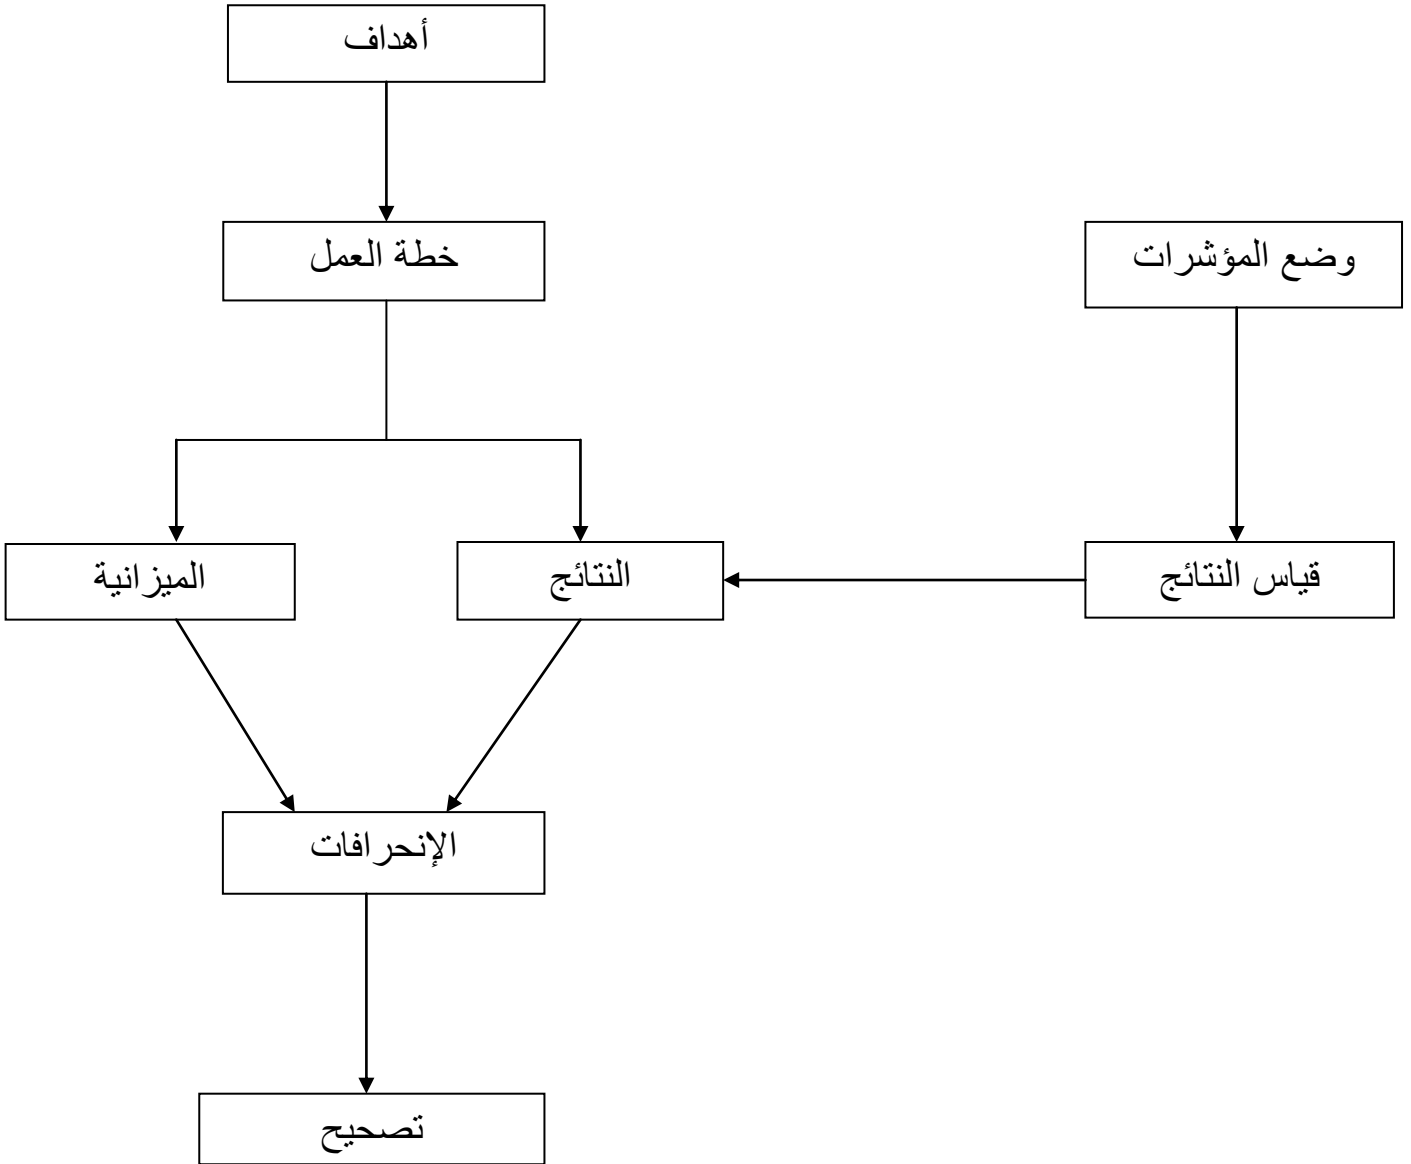 أهداف
خطة العمل
وضع المؤشرات
الميزانية
النتائج
قياس النتائج
الإنحرافات
تصحيح